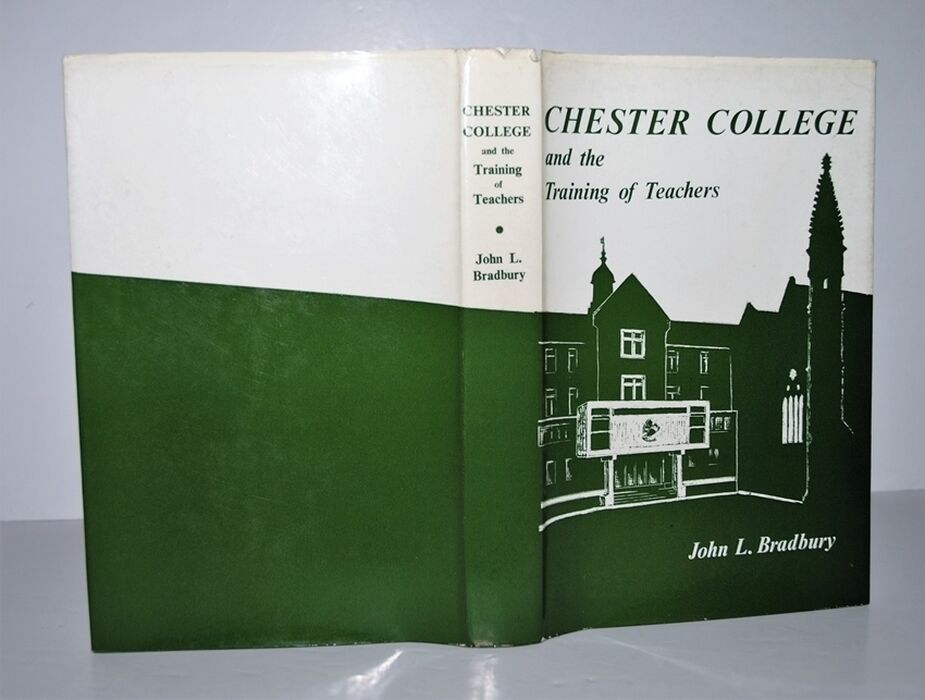 CHESTER
COLLEGE
and the
Training
of
Teachers
John L.
Bradbury
CHESTER COLLEGE
and the
Training of Teachers
John L. Bradbury